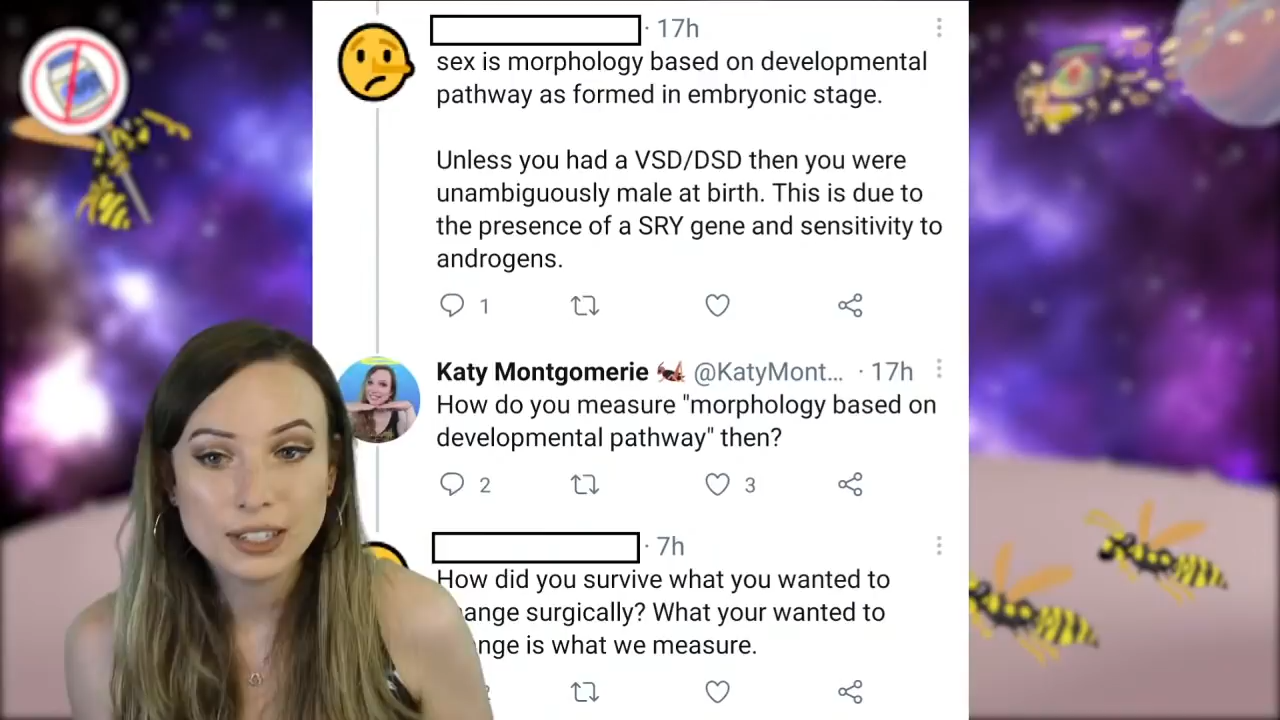 · 17h
sex is morphology based on developmental
pathway as formed in embryonic stage.
Unless you had a VSD/DSD then you were
unambiguously male at birth. This is due to
the presence of a SRY gene and sensitivity to
androgens.
1
Katy Montgomerie @KatyMont... · 17h
How do you measure "morphology based on
developmental pathway" then?
2 3
· 7h
How did you survive what you wanted to
ange surgically? What your wanted to
nge is what we measure.